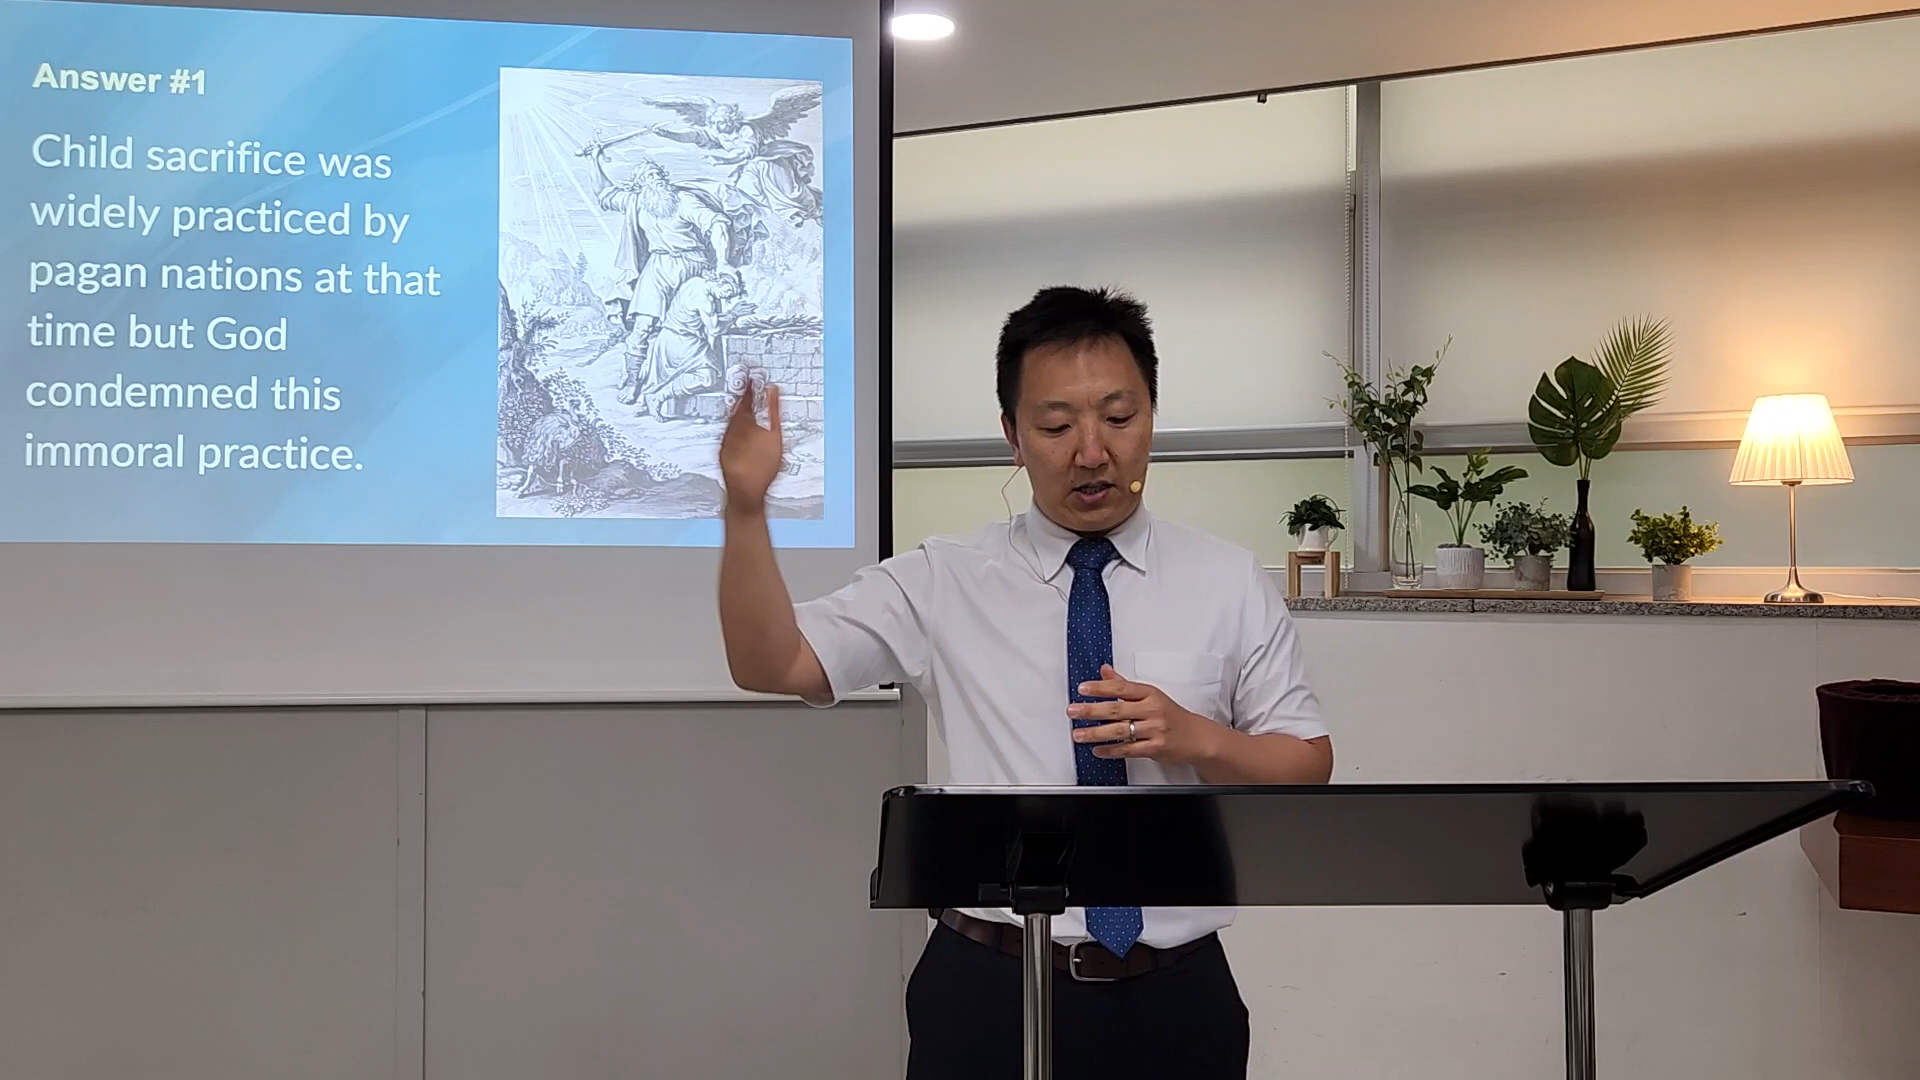 Answer #1
Child sacrifice was
widely practiced by
pagan nations at that
time but God
condemned this
immoral practice.